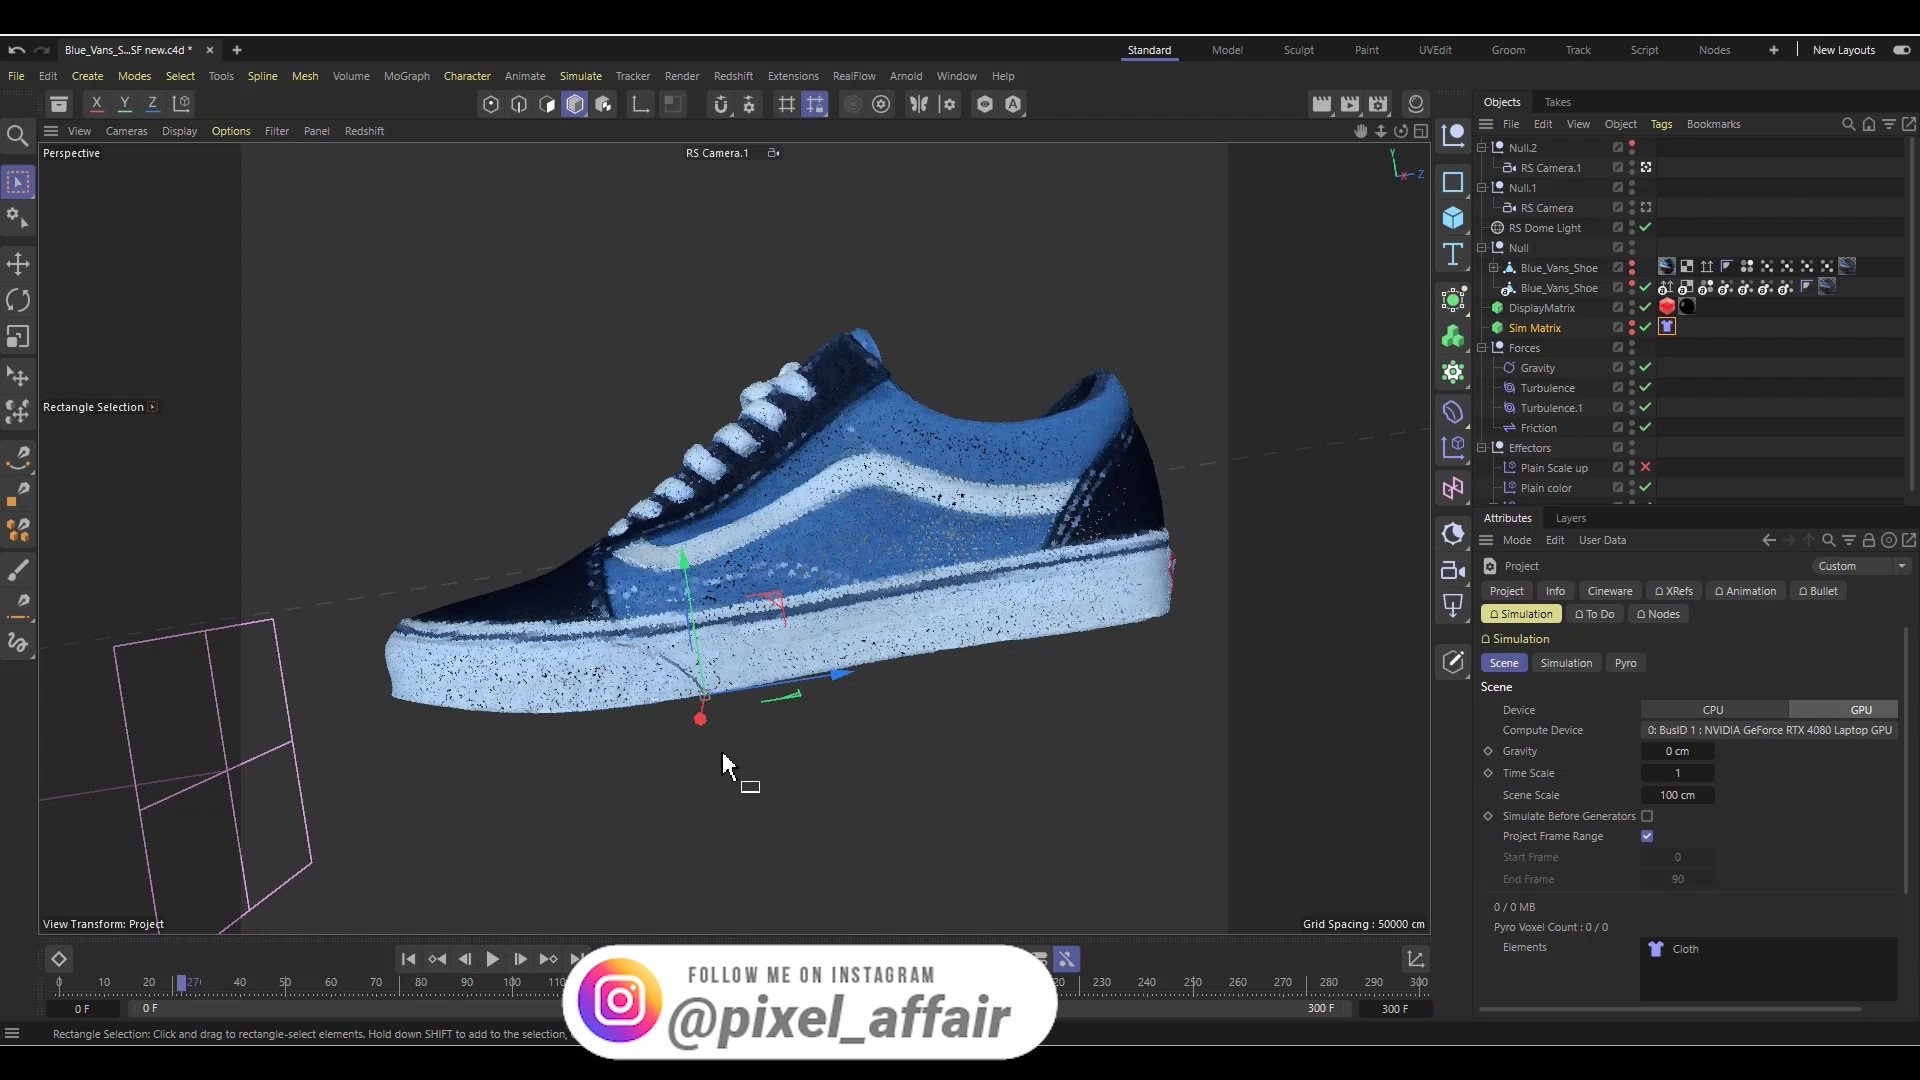 Blue_Vans_S...SF new.c4d *
Standard Model Sculpt Paint UVEdit Groom Track Script Nodes New Layouts
File Edit Create Modes Select Tools Spline Mesh Volume MoGraph Character Animate Simulate Tracker Render Redshift Extensions RealFlow Arnold Window Help
X Y Z
Objects Takes
View Cameras Display Options Filter Panel Redshift
File Edit View Object Tags Bookmarks
Perspective
RS Camera.1
Y
X Z
Rectangle Selection
Null.2
RS Camera.1
Null.1
RS Camera
RS Dome Light
Null
Blue_Vans_Shoe
Blue_Vans_Shoe
DisplayMatrix
Sim Matrix
Forces
Gravity
Turbulence
Turbulence.1
Friction
Effectors
Plain Scale up
Plain color
Attributes Layers
Mode Edit User Data
Project
Custom
Project Info Cineware XRefs Animation Bullet
Simulation To Do Nodes
Simulation
Scene Simulation Pyro
Scene
Device CPU GPU
Compute Device 0: BusID 1 : NVIDIA GeForce RTX 4080 Laptop GPU
Gravity 0 cm
Time Scale 1
Scene Scale 100 cm
Simulate Before Generators
Project Frame Range
Start Frame 0
End Frame 90
0 / 0 MB
Pyro Voxel Count : 0 / 0
Elements Cloth
View Transform: Project
Grid Spacing : 50000 cm
0 10 20 27 40 50 60 70 80 90 100 230 240 250 260 270 280 290 300
0 F 0 F 300 F 300 F
Rectangle Selection: Click and drag to rectangle-select elements. Hold down SHIFT to add to the selection,
FOLLOW ME ON INSTAGRAM
@pixel_affair